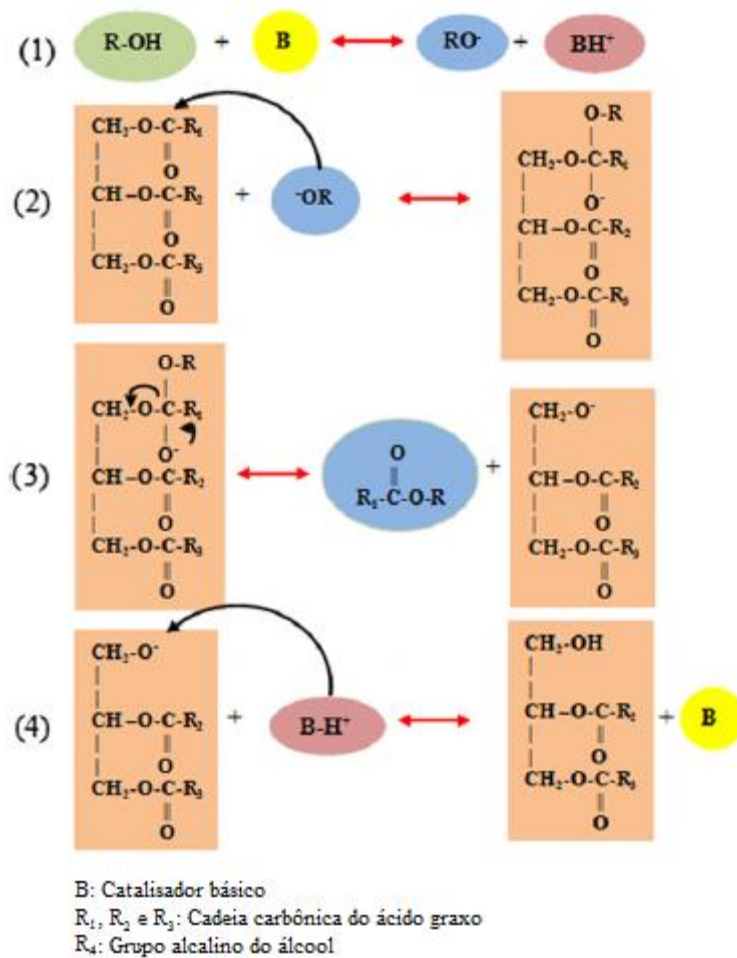 (1) R-OH + B RO⁻ + BH⁺
O-R
CH₂-O-C-R₁ CH₂-O-C-R₁
O O⁻
(2) CH-O-C-R₂ + ⁻OR CH-O-C-R₂
O O
CH₂-O-C-R₃ CH₂-O-C-R₃
O O
O-R
CH₂-O-C-R₁ CH₂-O⁻
O⁻ O
(3) CH-O-C-R₂ R₁-C-O-R + CH-O-C-R₂
O O
CH₂-O-C-R₃ CH₂-O-C-R₃
O O
CH₂-O⁻ CH₂-OH
(4) CH-O-C-R₂ + B-H⁺ CH-O-C-R₂ + B
O O
CH₂-O-C-R₃ CH₂-O-C-R₃
O O
B: Catalisador básico
R₁, R₂ e R₃: Cadeia carbônica do ácido graxo
R₄: Grupo alcalino do álcool